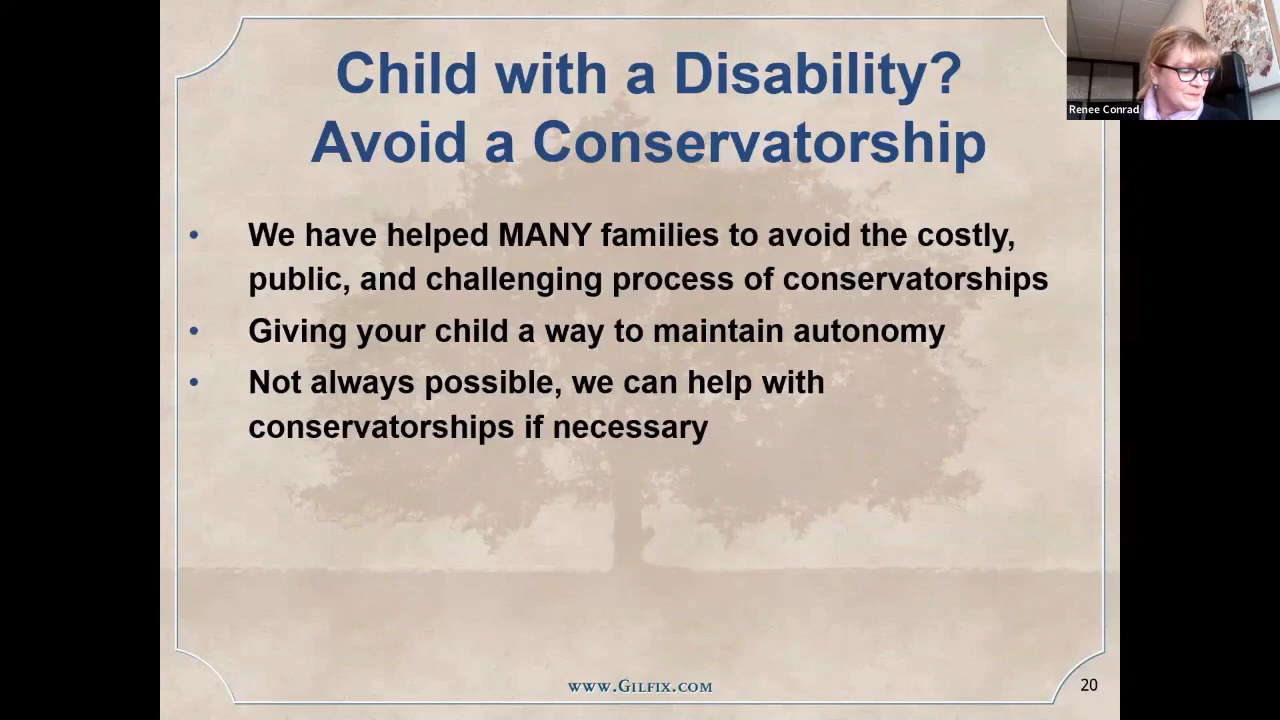 Child with a Disability?
Avoid a Conservatorship
Renee Conrad
• We have helped MANY families to avoid the costly,
public, and challenging process of conservatorships
• Giving your child a way to maintain autonomy
• Not always possible, we can help with
conservatorships if necessary
www.Gilfix.com
20